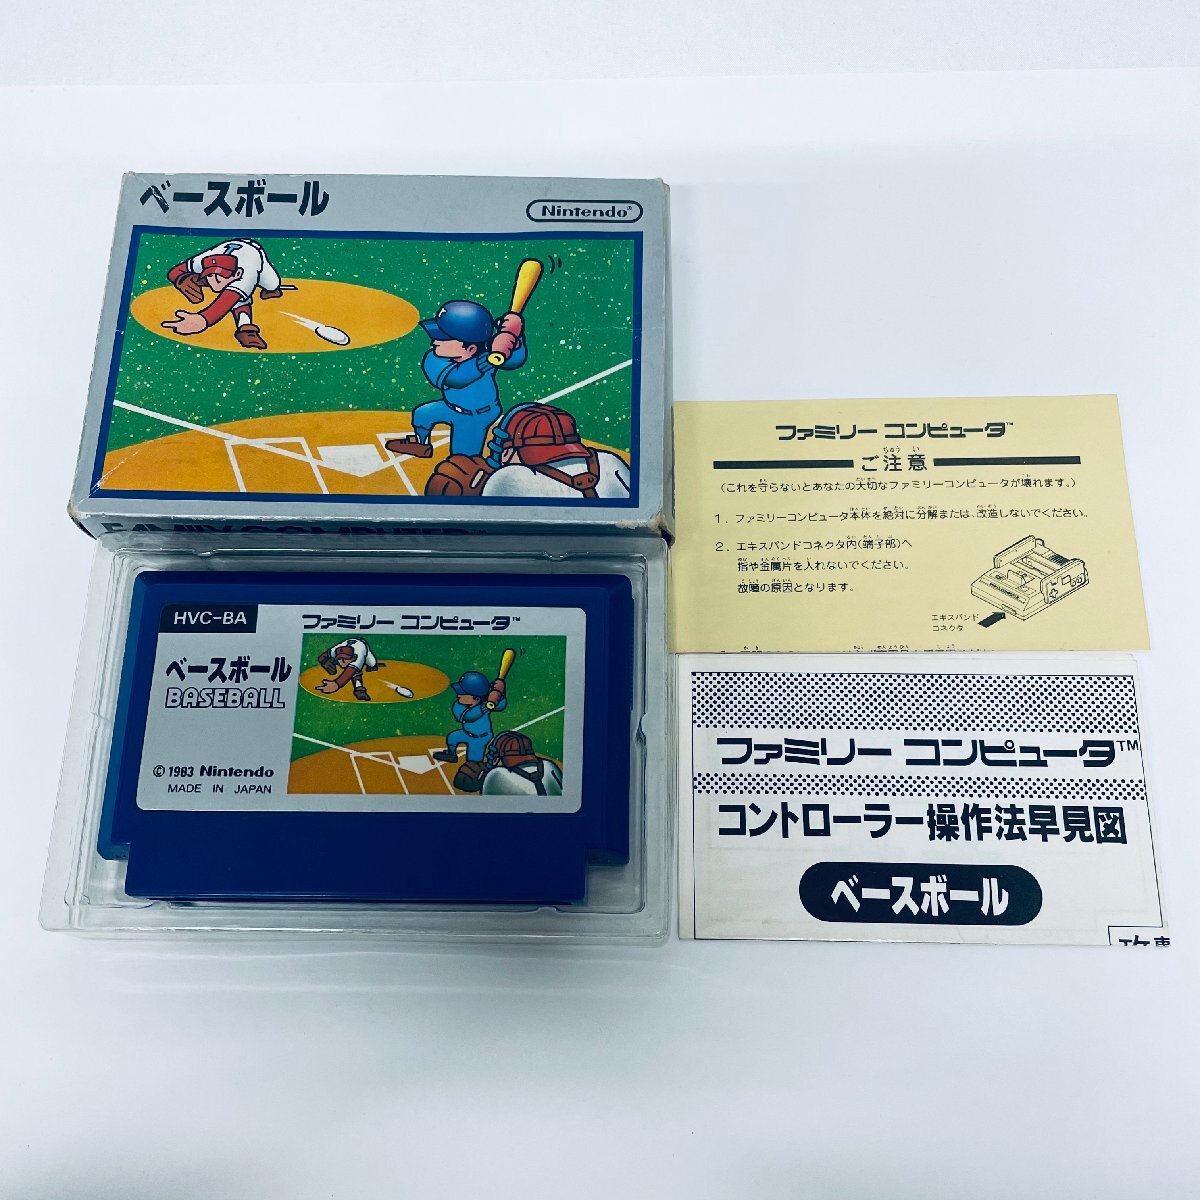 ベースボール
Nintendo®
FAMILY COMPUTER™
HVC-BA
ファミリー コンピュータ™
ベースボール
BASEBALL
© 1983 Nintendo
MADE IN JAPAN
ファミリー コンピュータ™
ご注意
(これを守らないとあなたの大切なファミリーコンピュータが壊れます。)
1. ファミリーコンピュータ本体を絶対に分解または、改造しないでください。
2. エキスパンドコネクタ内(端子部)へ
指や金属片を入れないでください。
故障の原因となります。
エキスパンド
コネクタ
ファミリー コンピュータ™
コントローラー操作法早見図
ベースボール